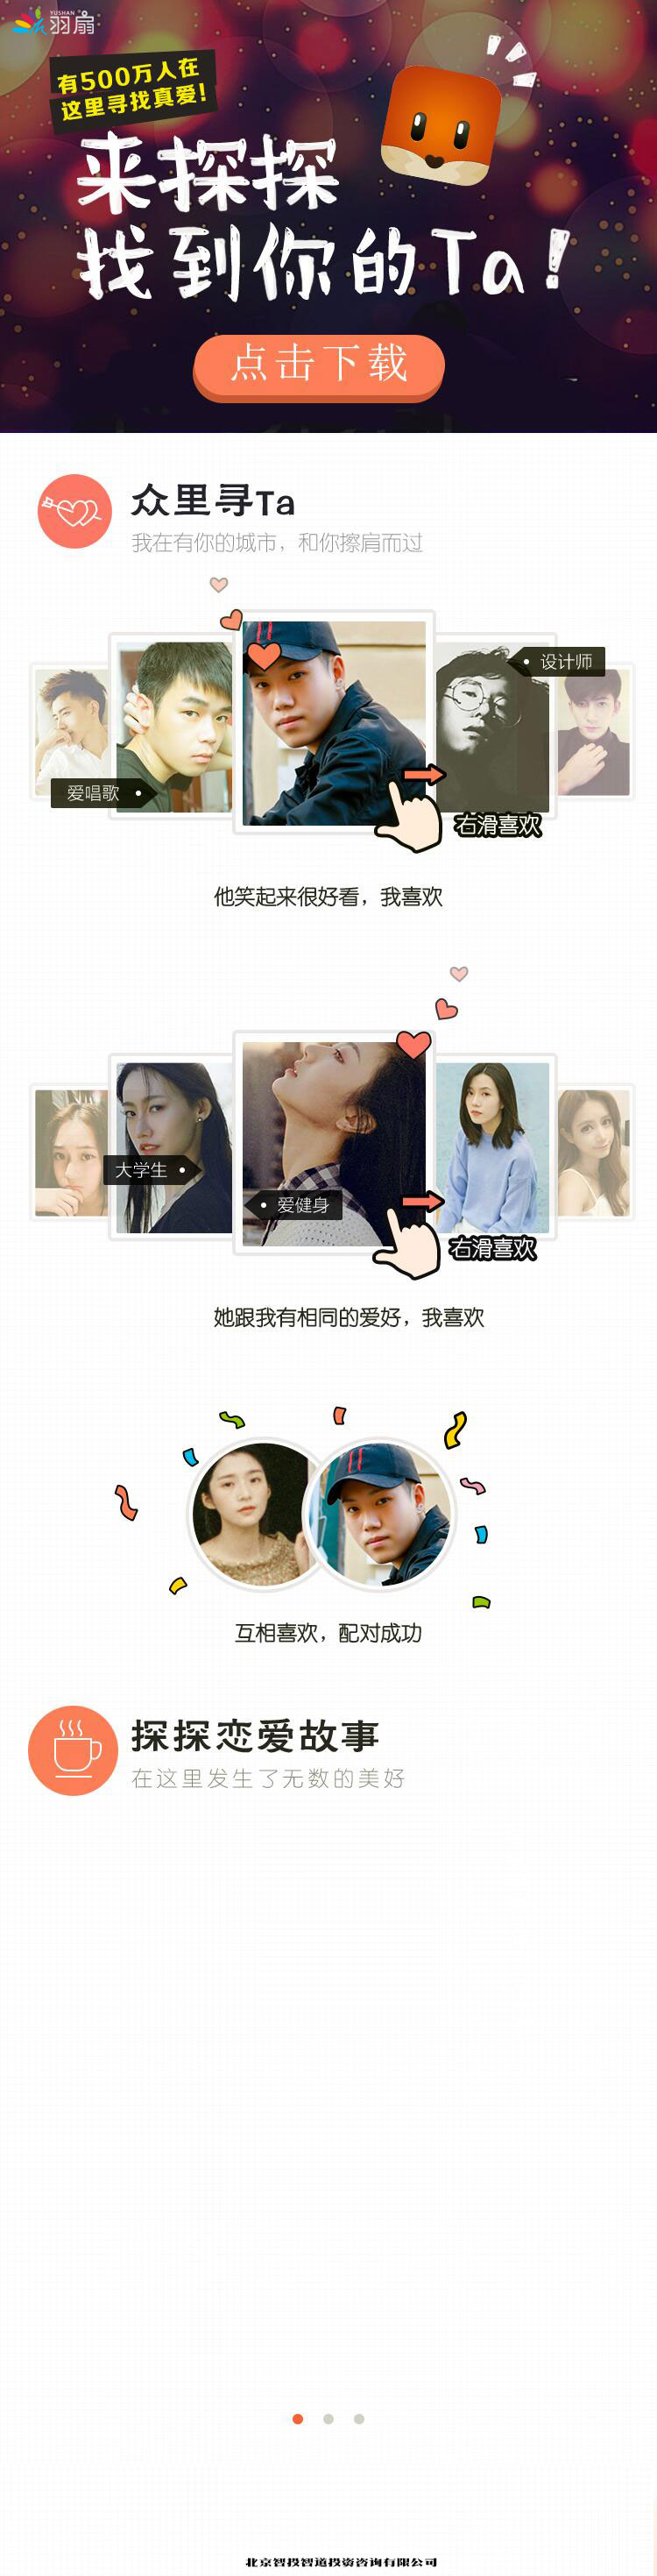 YUSHAN
羽扇
有500万人在
这里寻找真爱!
来探探
找到你的Ta!
点击下载
众里寻Ta
我在有你的城市，和你擦肩而过
设计师
爱唱歌
右滑喜欢
他笑起来很好看，我喜欢
大学生
爱健身
右滑喜欢
她跟我有相同的爱好，我喜欢
互相喜欢，配对成功
探探恋爱故事
在这里发生了无数的美好
北京智投智道投资咨询有限公司